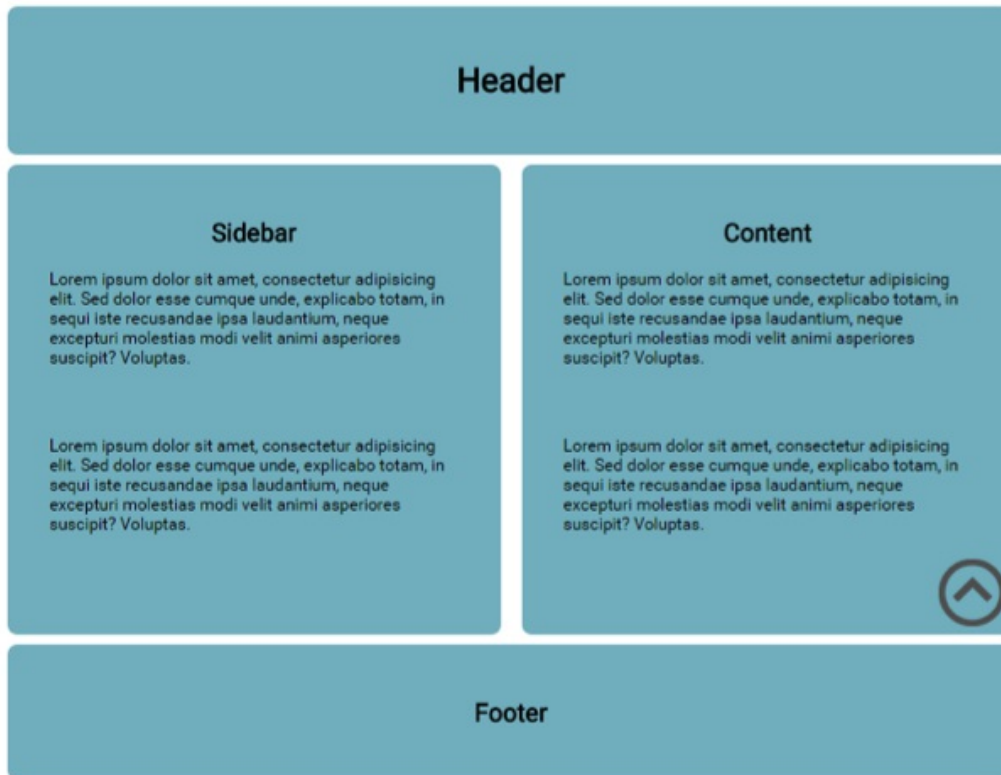 Header
Sidebar
Lorem ipsum dolor sit amet, consectetur adipisicing
elit. Sed dolor esse cumque unde, explicabo totam, in
sequi iste recusandae ipsa laudantium, neque
excepturi molestias modi velit animi asperiores
suscipit? Voluptas.
Lorem ipsum dolor sit amet, consectetur adipisicing
elit. Sed dolor esse cumque unde, explicabo totam, in
sequi iste recusandae ipsa laudantium, neque
excepturi molestias modi velit animi asperiores
suscipit? Voluptas.
Content
Lorem ipsum dolor sit amet, consectetur adipisicing
elit. Sed dolor esse cumque unde, explicabo totam, in
sequi iste recusandae ipsa laudantium, neque
excepturi molestias modi velit animi asperiores
suscipit? Voluptas.
Lorem ipsum dolor sit amet, consectetur adipisicing
elit. Sed dolor esse cumque unde, explicabo totam, in
sequi iste recusandae ipsa laudantium, neque
excepturi molestias modi velit animi asperiores
suscipit? Voluptas.
Footer